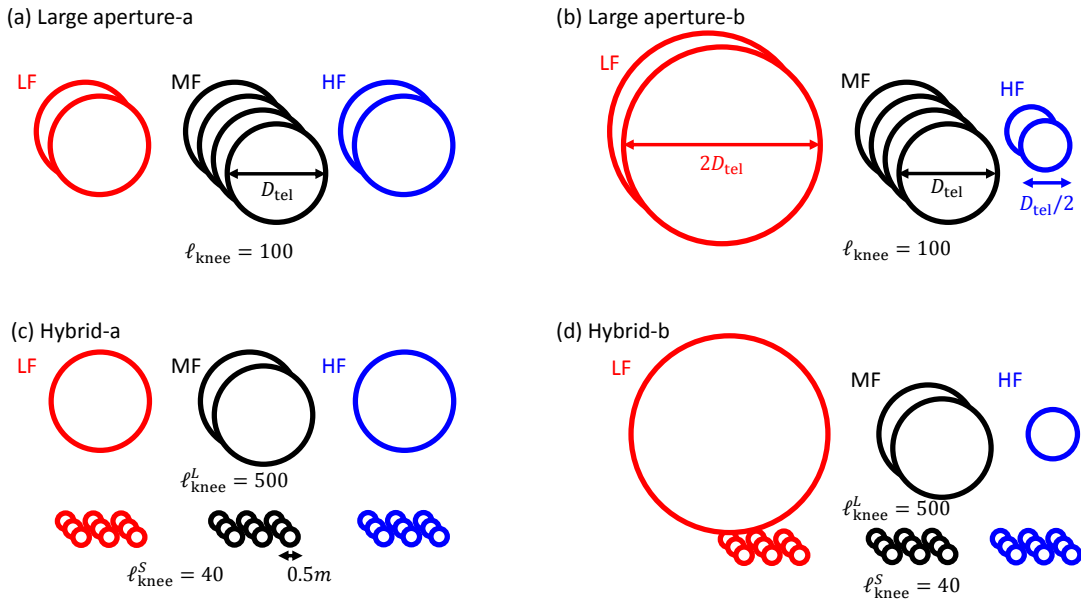 (a) Large aperture-a
LF
MF
HF
D_tel
ℓ_knee = 100
(b) Large aperture-b
LF
MF
HF
2D_tel
D_tel
D_tel/2
ℓ_knee = 100
(c) Hybrid-a
LF
MF
HF
ℓ^L_knee = 500
ℓ^S_knee = 40
0.5m
(d) Hybrid-b
LF
MF
HF
ℓ^L_knee = 500
ℓ^S_knee = 40